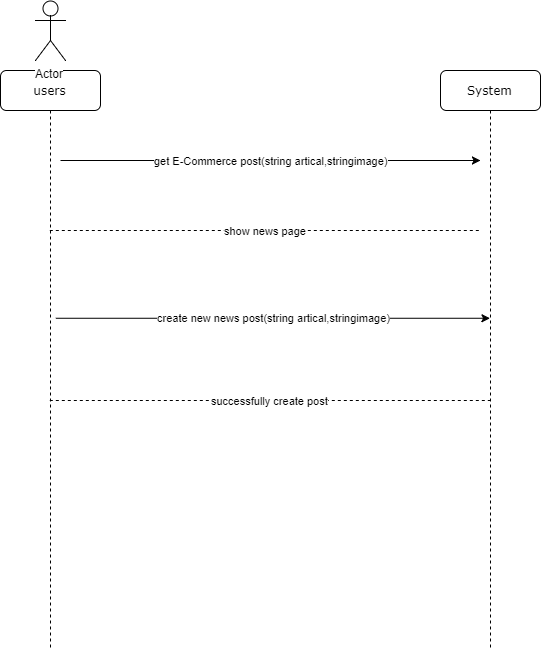 Actor
users
System
get E-Commerce post(string artical,stringimage)
show news page
create new news post(string artical,stringimage)
successfully create post